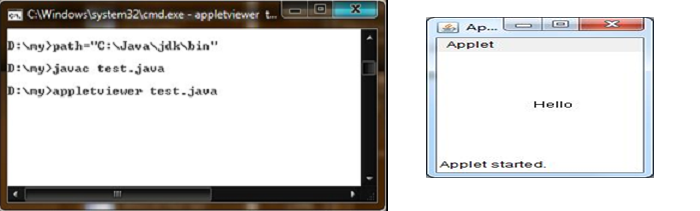 C:\Windows\system32\cmd.exe - appletviewer t...
D:\my>path="C:\Java\jdk\bin"
D:\my>javac test.java
D:\my>appletviewer test.java
Ap...
Applet
Hello
Applet started.